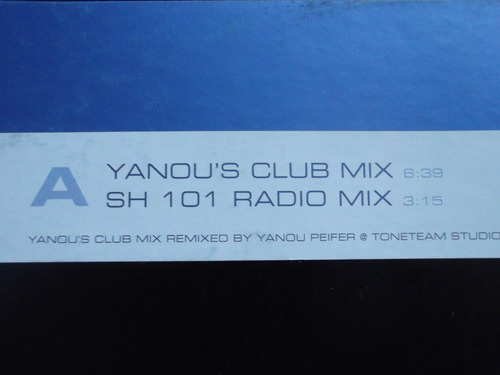 A
YANOU'S CLUB MIX 6:39
SH 101 RADIO MIX 3:15
YANOU'S CLUB MIX REMIXED BY YANOU PEIFER @ TONETEAM STUDIO